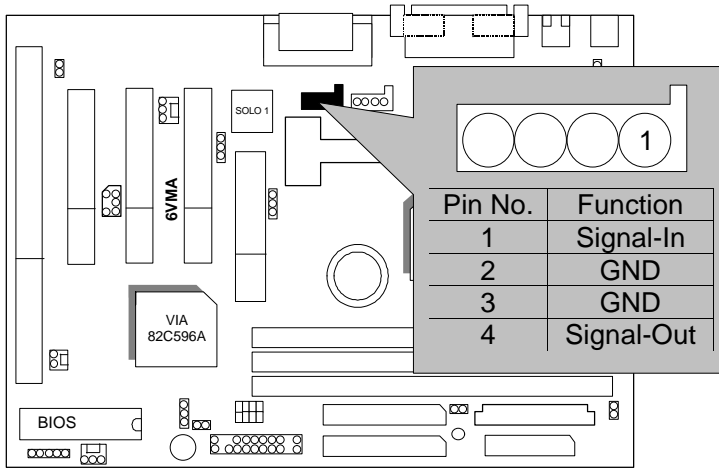 SOLO 1
6VMA
1
Pin No. Function
1 Signal-In
2 GND
3 GND
4 Signal-Out
VIA
82C596A
BIOS